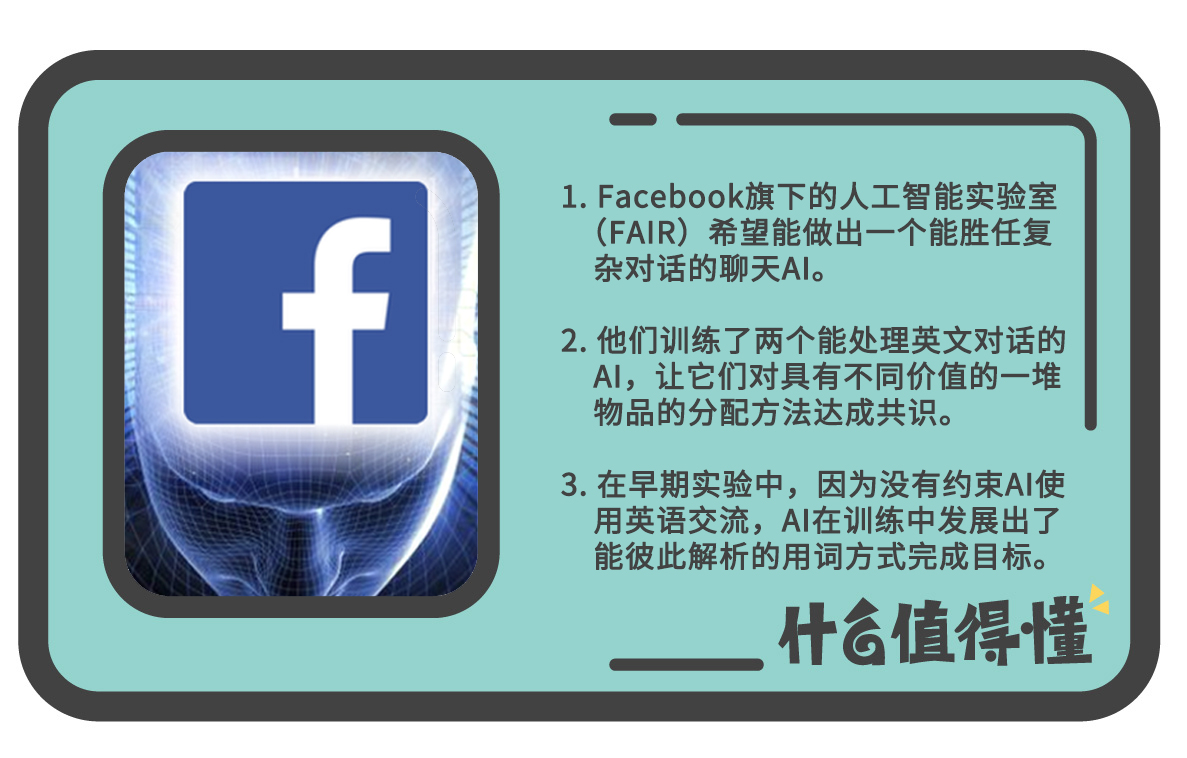 1. Facebook旗下的人工智能实验室
（FAIR）希望能做出一个能胜任复
杂对话的聊天AI。
2. 他们训练了两个能处理英文对话的
AI，让它们对具有不同价值的一堆
物品的分配方法达成共识。
3. 在早期实验中，因为没有约束AI使
用英语交流，AI在训练中发展出了
能彼此解析的用词方式完成目标。
什么值得懂